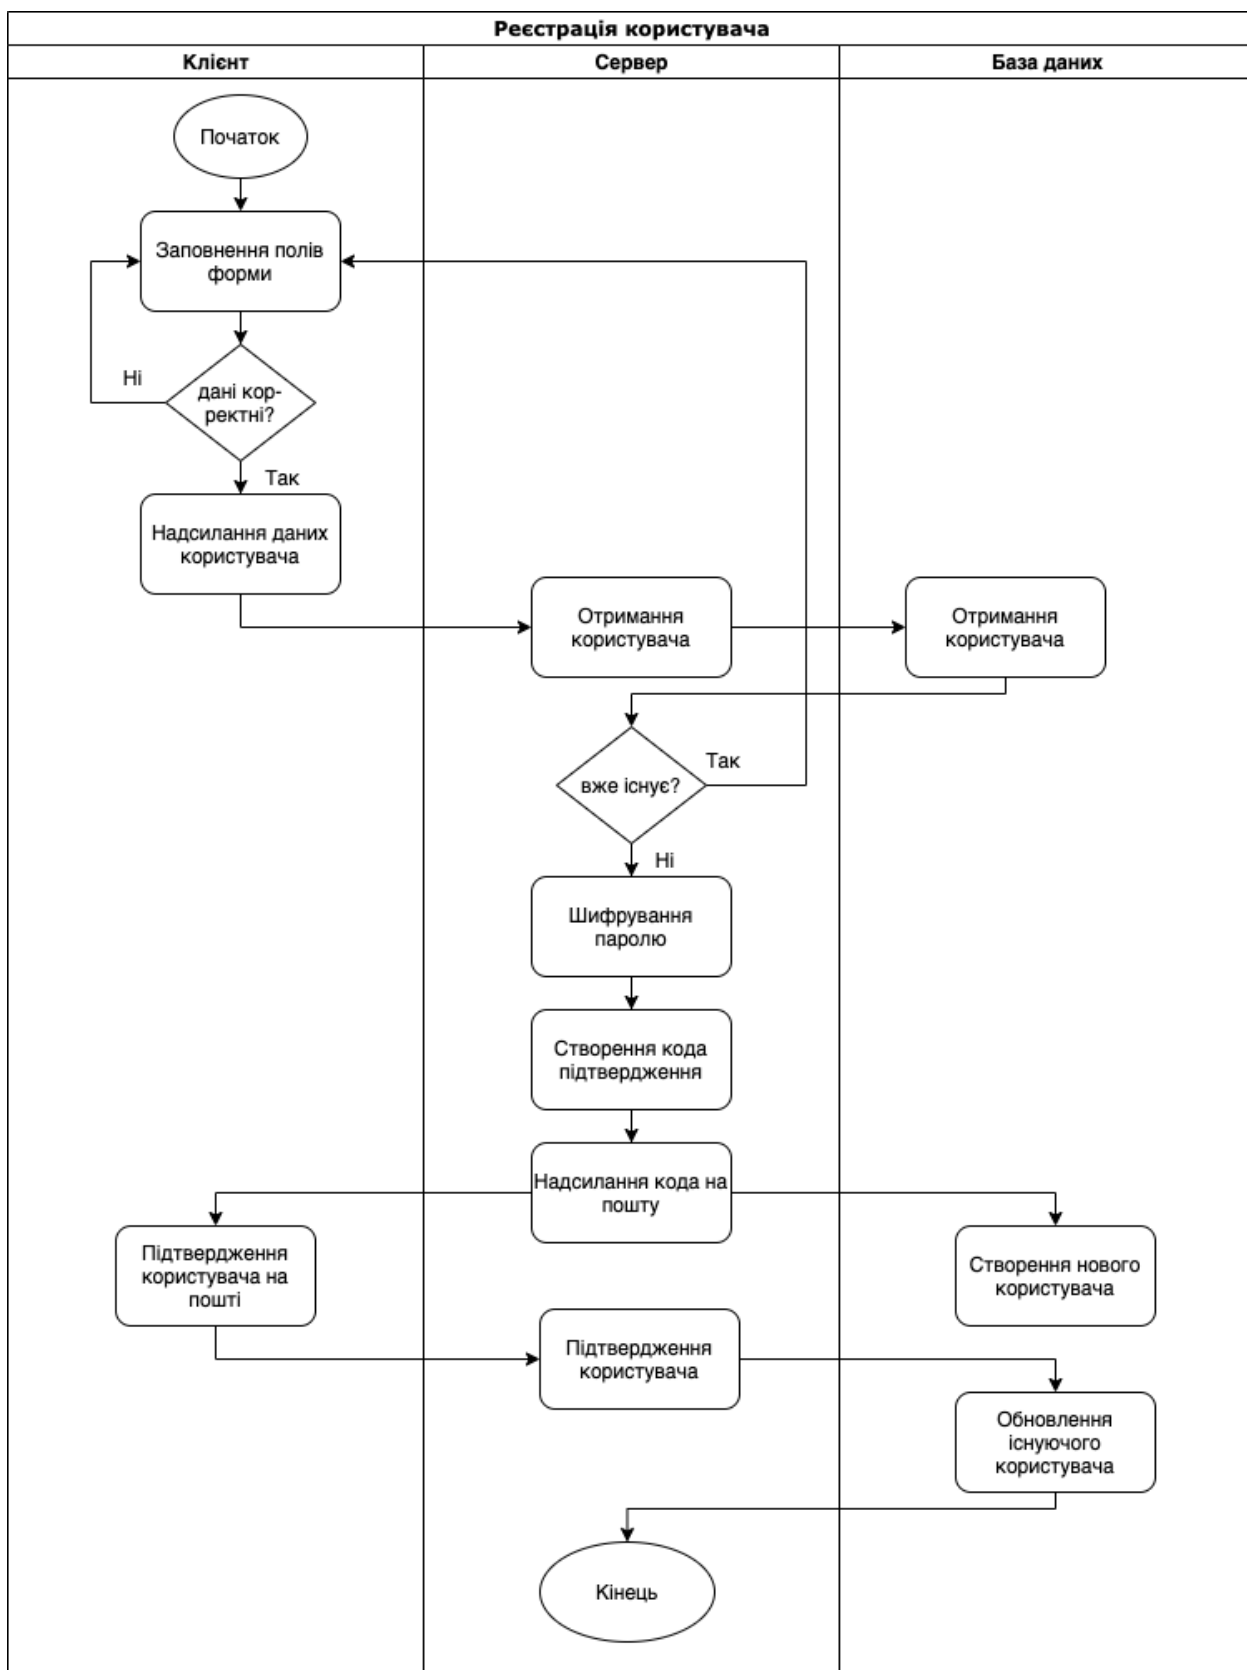 Реєстрація користувача
Клієнт
Сервер
База даних
Початок
Заповнення полів
форми
Ні
дані кор-
ректні?
Так
Надсилання даних
користувача
Отримання
користувача
Отримання
користувача
вже існує?
Так
Ні
Шифрування
паролю
Створення кода
підтвердження
Надсилання кода на
пошту
Підтвердження
користувача на
пошті
Створення нового
користувача
Підтвердження
користувача
Обновлення
існуючого
користувача
Кінець